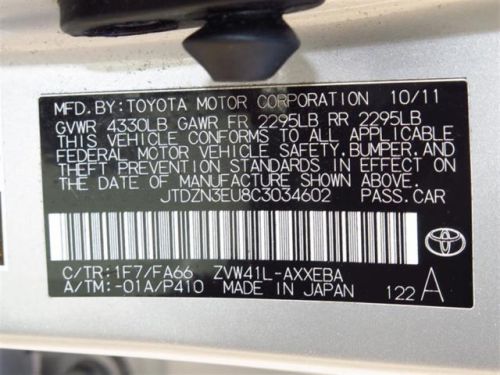 MFD.BY:TOYOTA MOTOR CORPORATION 10/11
GVWR 4330LB GAWR FR 2295LB RR 2295LB
THIS VEHICLE CONFORMS TO ALL APPLICABLE
FEDERAL MOTOR VEHICLE SAFETY,BUMPER,AND
THEFT PREVENTION STANDARDS IN EFFECT ON
THE DATE OF MANUFACTURE SHOWN ABOVE.
JTDZN3EU8C3034602 PASS.CAR
C/TR:1F7/FA66 ZVW41L-AXXEBA
A/TM:-01A/P410 MADE IN JAPAN 122 A